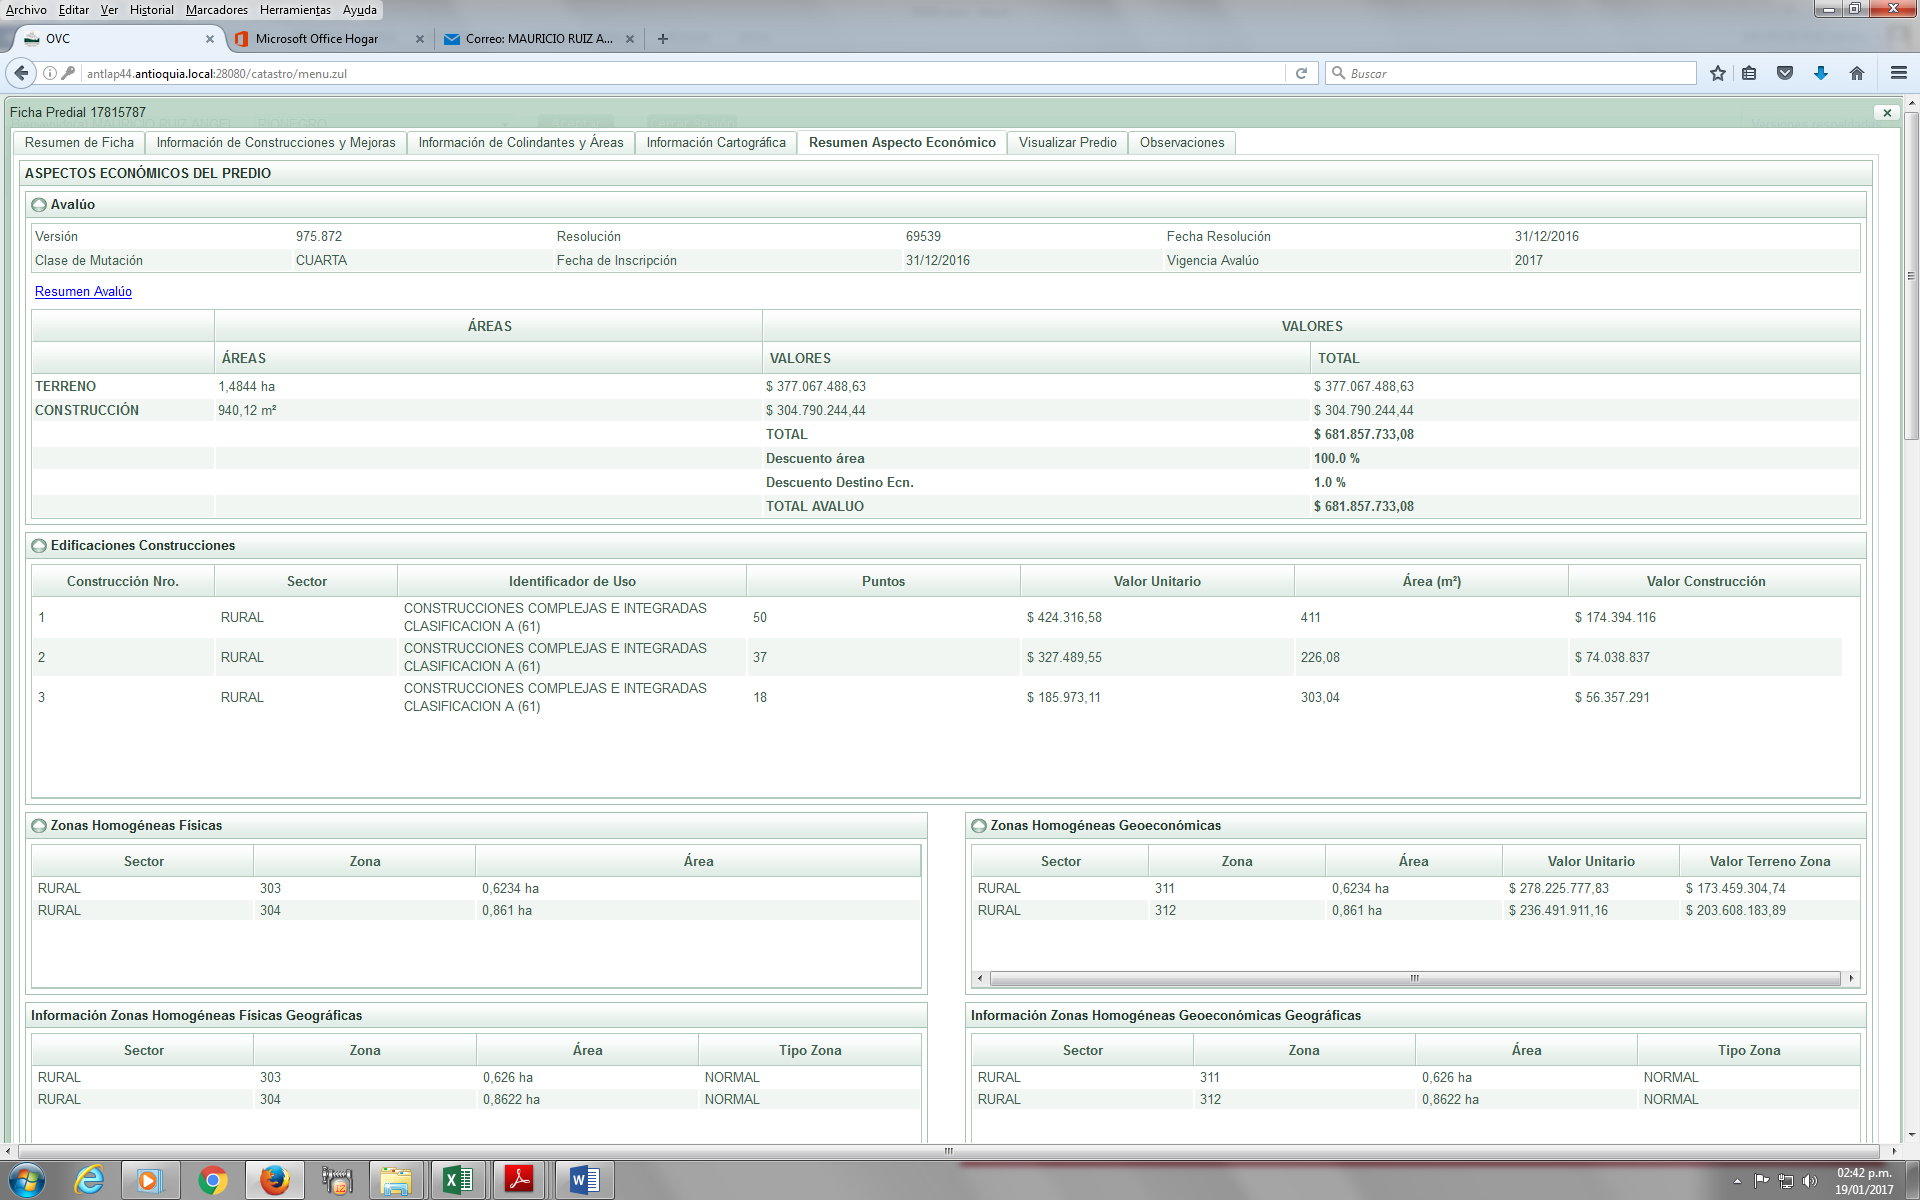 Archivo Editar Ver Historial Marcadores Herramientas Ayuda
OVC Microsoft Office Hogar Correo: MAURICIO RUIZ A...
antlap44.antioquia.local:28080/catastro/menu.zul Buscar
Ficha Predial 17815787
Resumen de Ficha Información de Construcciones y Mejoras Información de Colindantes y Áreas Información Cartográfica Resumen Aspecto Económico Visualizar Predio Observaciones
ASPECTOS ECONÓMICOS DEL PREDIO
Avalúo
Versión 975.872 Resolución 69539 Fecha Resolución 31/12/2016
Clase de Mutación CUARTA Fecha de Inscripción 31/12/2016 Vigencia Avalúo 2017
Resumen Avalúo
ÁREAS VALORES
ÁREAS VALORES TOTAL
TERRENO 1,4844 ha $ 377.067.488,63 $ 377.067.488,63
CONSTRUCCIÓN 940,12 m² $ 304.790.244,44 $ 304.790.244,44
TOTAL $ 681.857.733,08
Descuento área 100.0 %
Descuento Destino Ecn. 1.0 %
TOTAL AVALUO $ 681.857.733,08
Edificaciones Construcciones
Construcción Nro. Sector Identificador de Uso Puntos Valor Unitario Área (m²) Valor Construcción
1 RURAL CONSTRUCCIONES COMPLEJAS E INTEGRADAS CLASIFICACION A (61) 50 $ 424.316,58 411 $ 174.394.116
2 RURAL CONSTRUCCIONES COMPLEJAS E INTEGRADAS CLASIFICACION A (61) 37 $ 327.489,55 226,08 $ 74.038.837
3 RURAL CONSTRUCCIONES COMPLEJAS E INTEGRADAS CLASIFICACION A (61) 18 $ 185.973,11 303,04 $ 56.357.291
Zonas Homogéneas Físicas
Sector Zona Área
RURAL 303 0,6234 ha
RURAL 304 0,861 ha
Zonas Homogéneas Geoeconómicas
Sector Zona Área Valor Unitario Valor Terreno Zona
RURAL 311 0,6234 ha $ 278.225.777,83 $ 173.459.304,74
RURAL 312 0,861 ha $ 236.491.911,16 $ 203.608.183,89
Información Zonas Homogéneas Físicas Geográficas
Sector Zona Área Tipo Zona
RURAL 303 0,626 ha NORMAL
RURAL 304 0,8622 ha NORMAL
Información Zonas Homogéneas Geoeconómicas Geográficas
Sector Zona Área Tipo Zona
RURAL 311 0,626 ha NORMAL
RURAL 312 0,8622 ha NORMAL
02:42 p.m.
19/01/2017